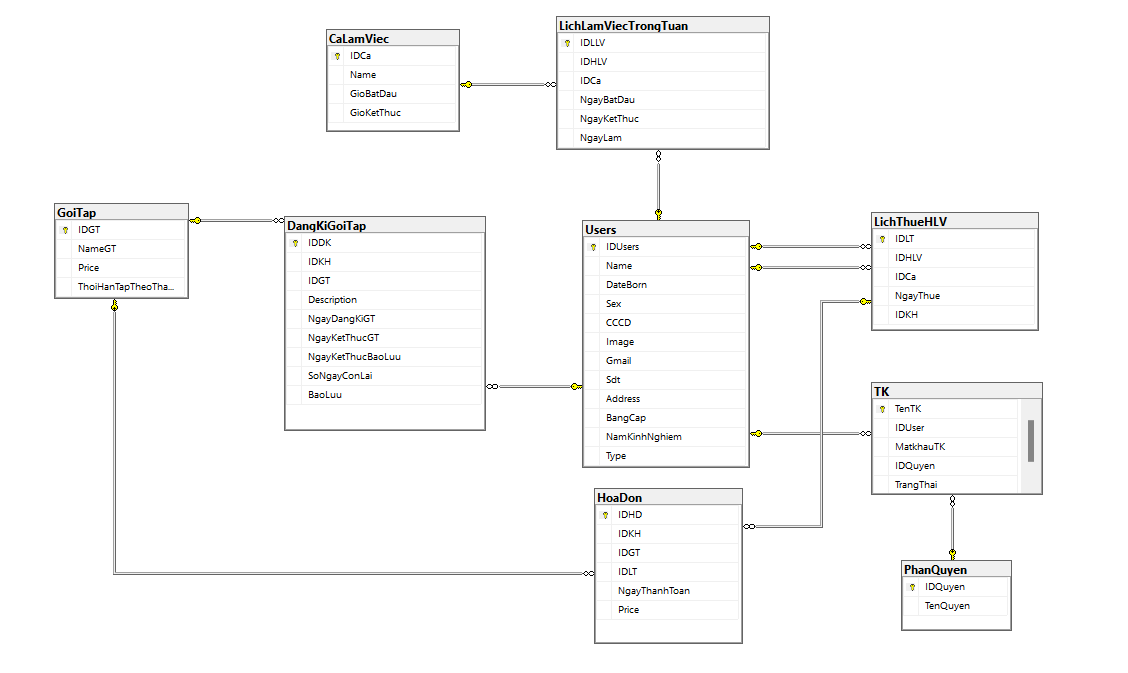 CaLamViec
IDCa
Name
GioBatDau
GioKetThuc
LichLamViecTrongTuan
IDLLV
IDHLV
IDCa
NgayBatDau
NgayKetThuc
NgayLam
GoiTap
IDGT
NameGT
Price
ThoiHanTapTheoTha...
DangKiGoiTap
IDDK
IDKH
IDGT
Description
NgayDangKiGT
NgayKetThucGT
NgayKetThucBaoLuu
SoNgayConLai
BaoLuu
Users
IDUsers
Name
DateBorn
Sex
CCCD
Image
Gmail
Sdt
Address
BangCap
NamKinhNghiem
Type
LichThueHLV
IDLT
IDHLV
IDCa
NgayThue
IDKH
TK
TenTK
IDUser
MatkhauTK
IDQuyen
TrangThai
HoaDon
IDHD
IDKH
IDGT
IDLT
NgayThanhToan
Price
PhanQuyen
IDQuyen
TenQuyen